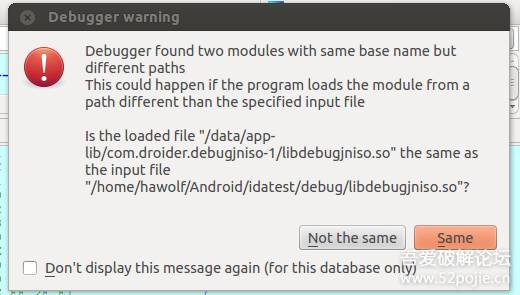 Debugger warning
Debugger found two modules with same base name but
different paths
This could happen if the program loads the module from a
path different than the specified input file
Is the loaded file "/data/app-
lib/com.droider.debugjniso-1/libdebugjniso.so" the same as
the input file
"/home/hawolf/Android/idatest/debug/libdebugjniso.so"?
Not the same
Same
Don't display this message again (for this database only)
吾爱破解论坛
www.52pojie.cn